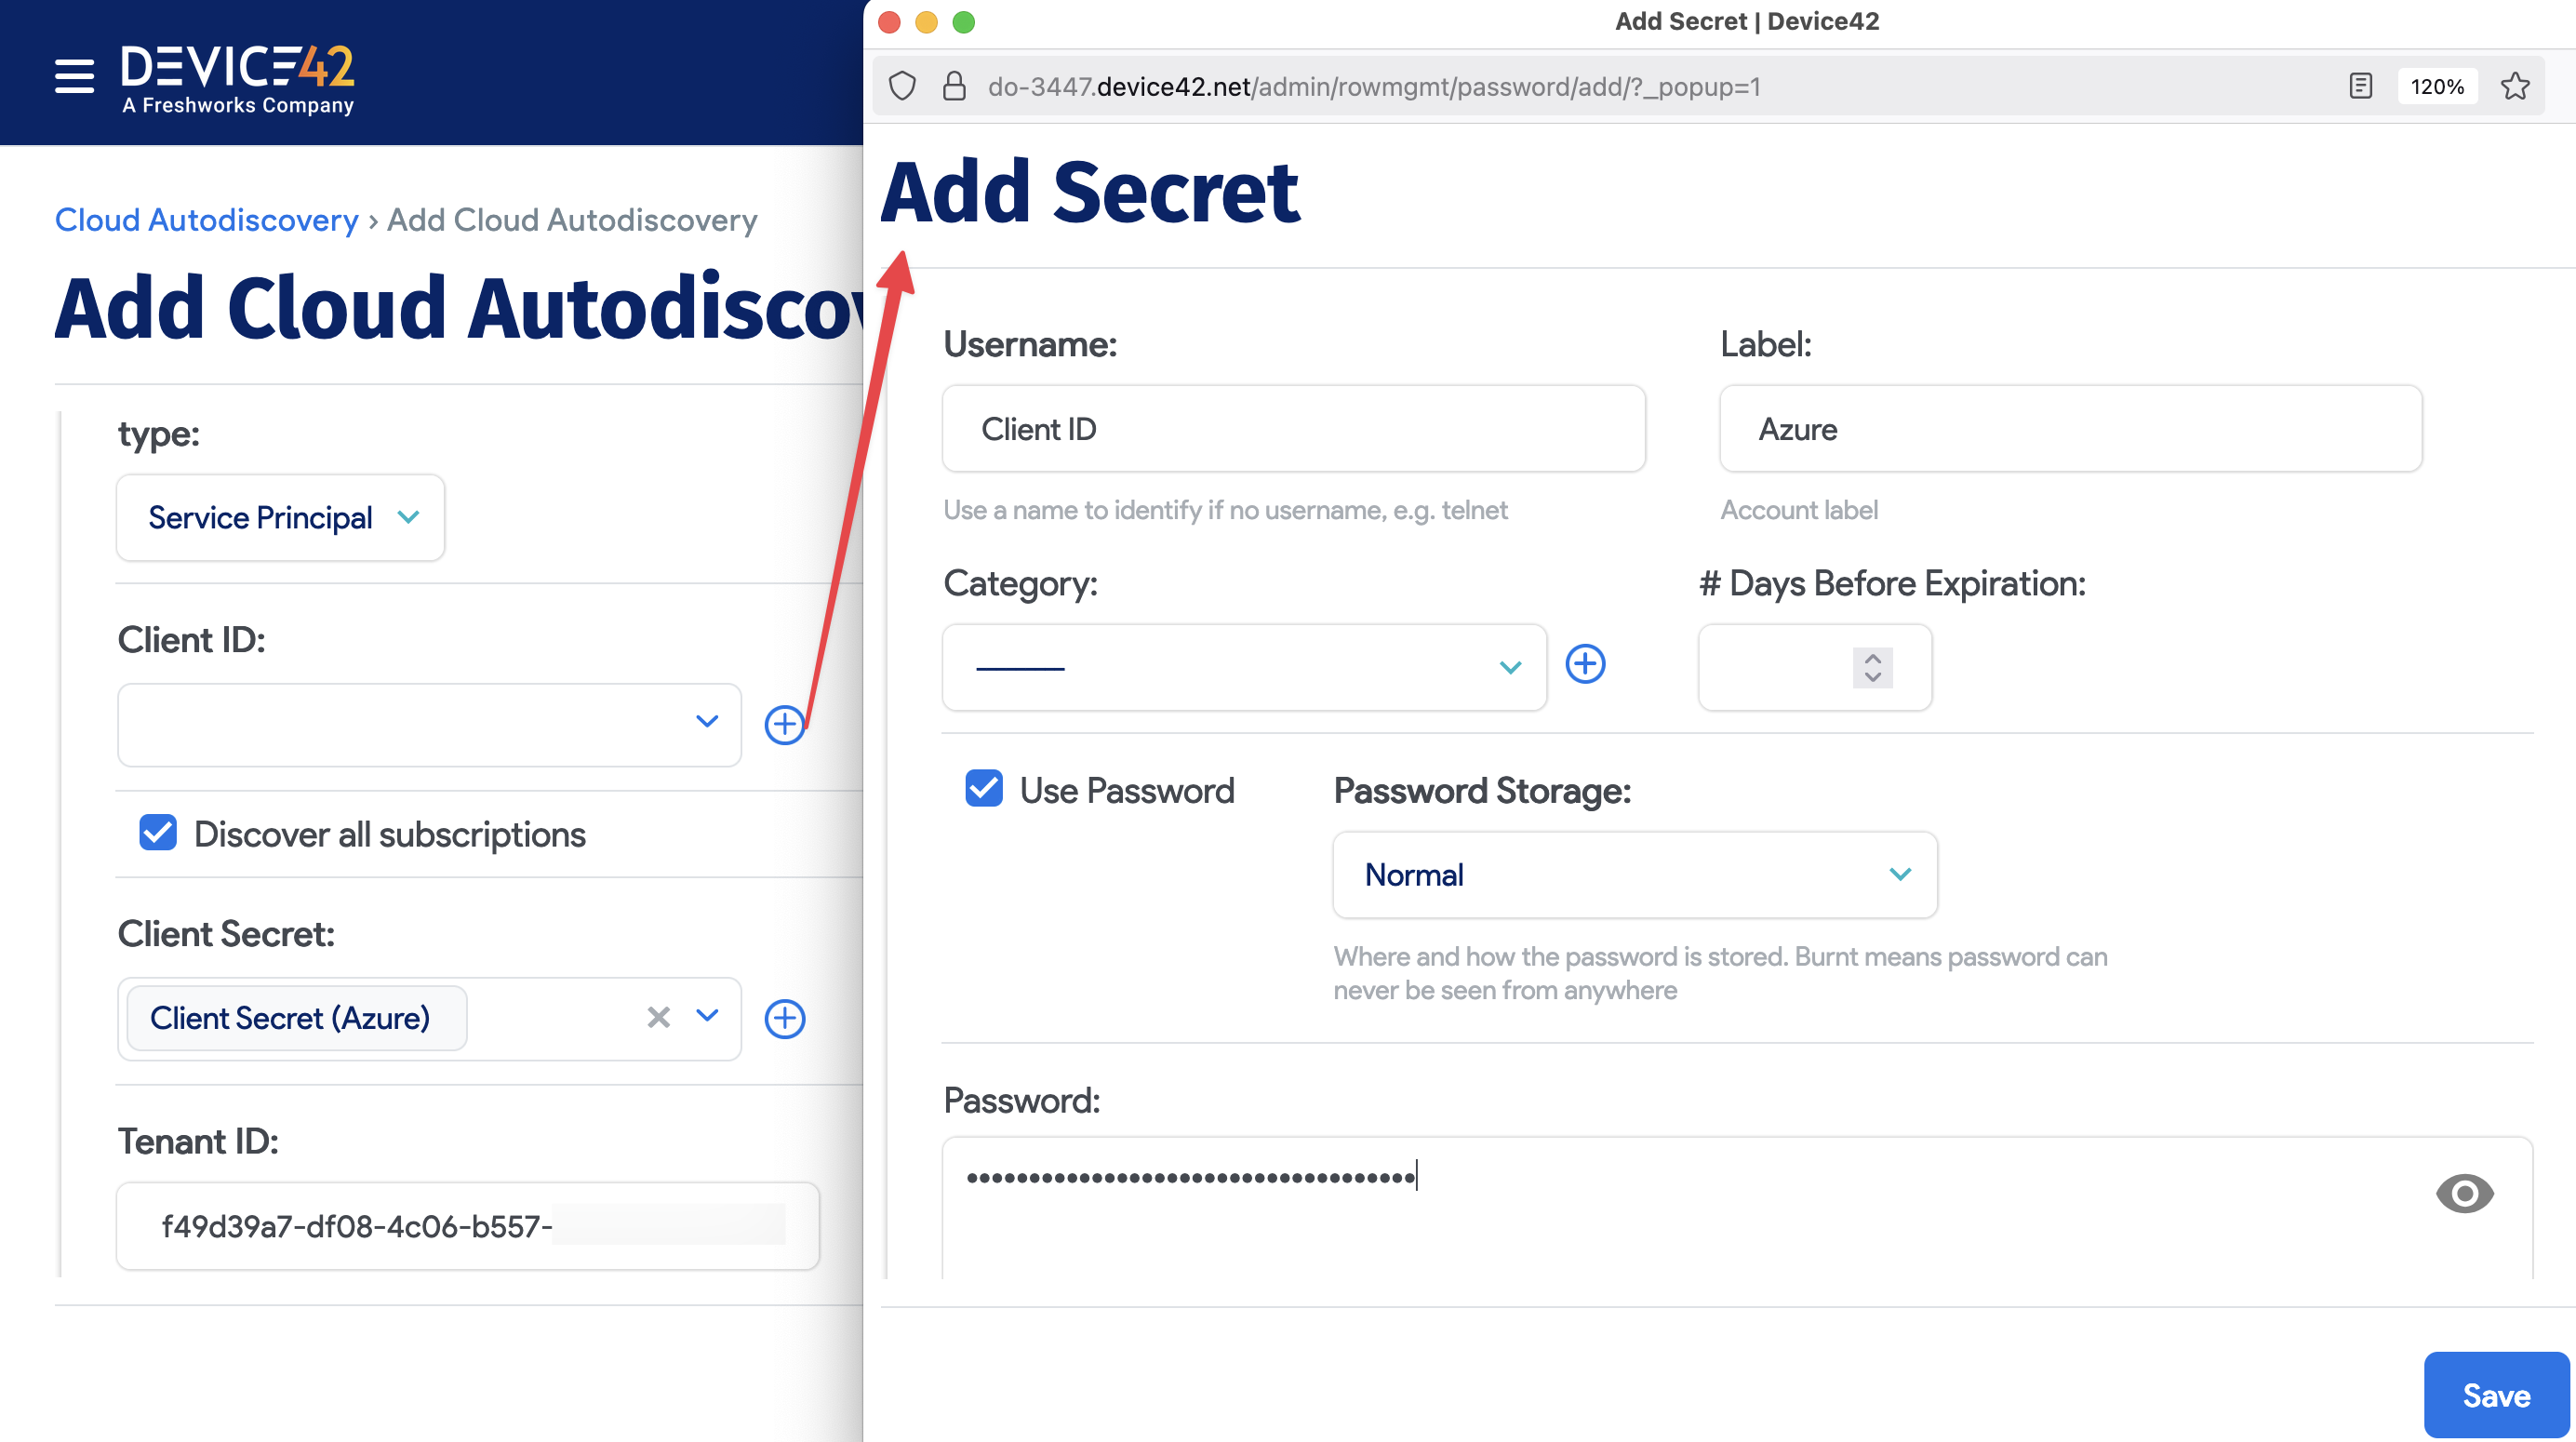 DEVICE42
A Freshworks Company
Cloud Autodiscovery › Add Cloud Autodiscovery
Add Cloud Autodiscov
type:
Service Principal
Client ID:
Discover all subscriptions
Client Secret:
Client Secret (Azure)
Tenant ID:
f49d39a7-df08-4c06-b557-
Add Secret | Device42
do-3447.device42.net/admin/rowmgmt/password/add/?_popup=1
120%
Add Secret
Username:
Client ID
Use a name to identify if no username, e.g. telnet
Label:
Azure
Account label
Category:
# Days Before Expiration:
Use Password
Password Storage:
Normal
Where and how the password is stored. Burnt means password can
never be seen from anywhere
Password:
Save